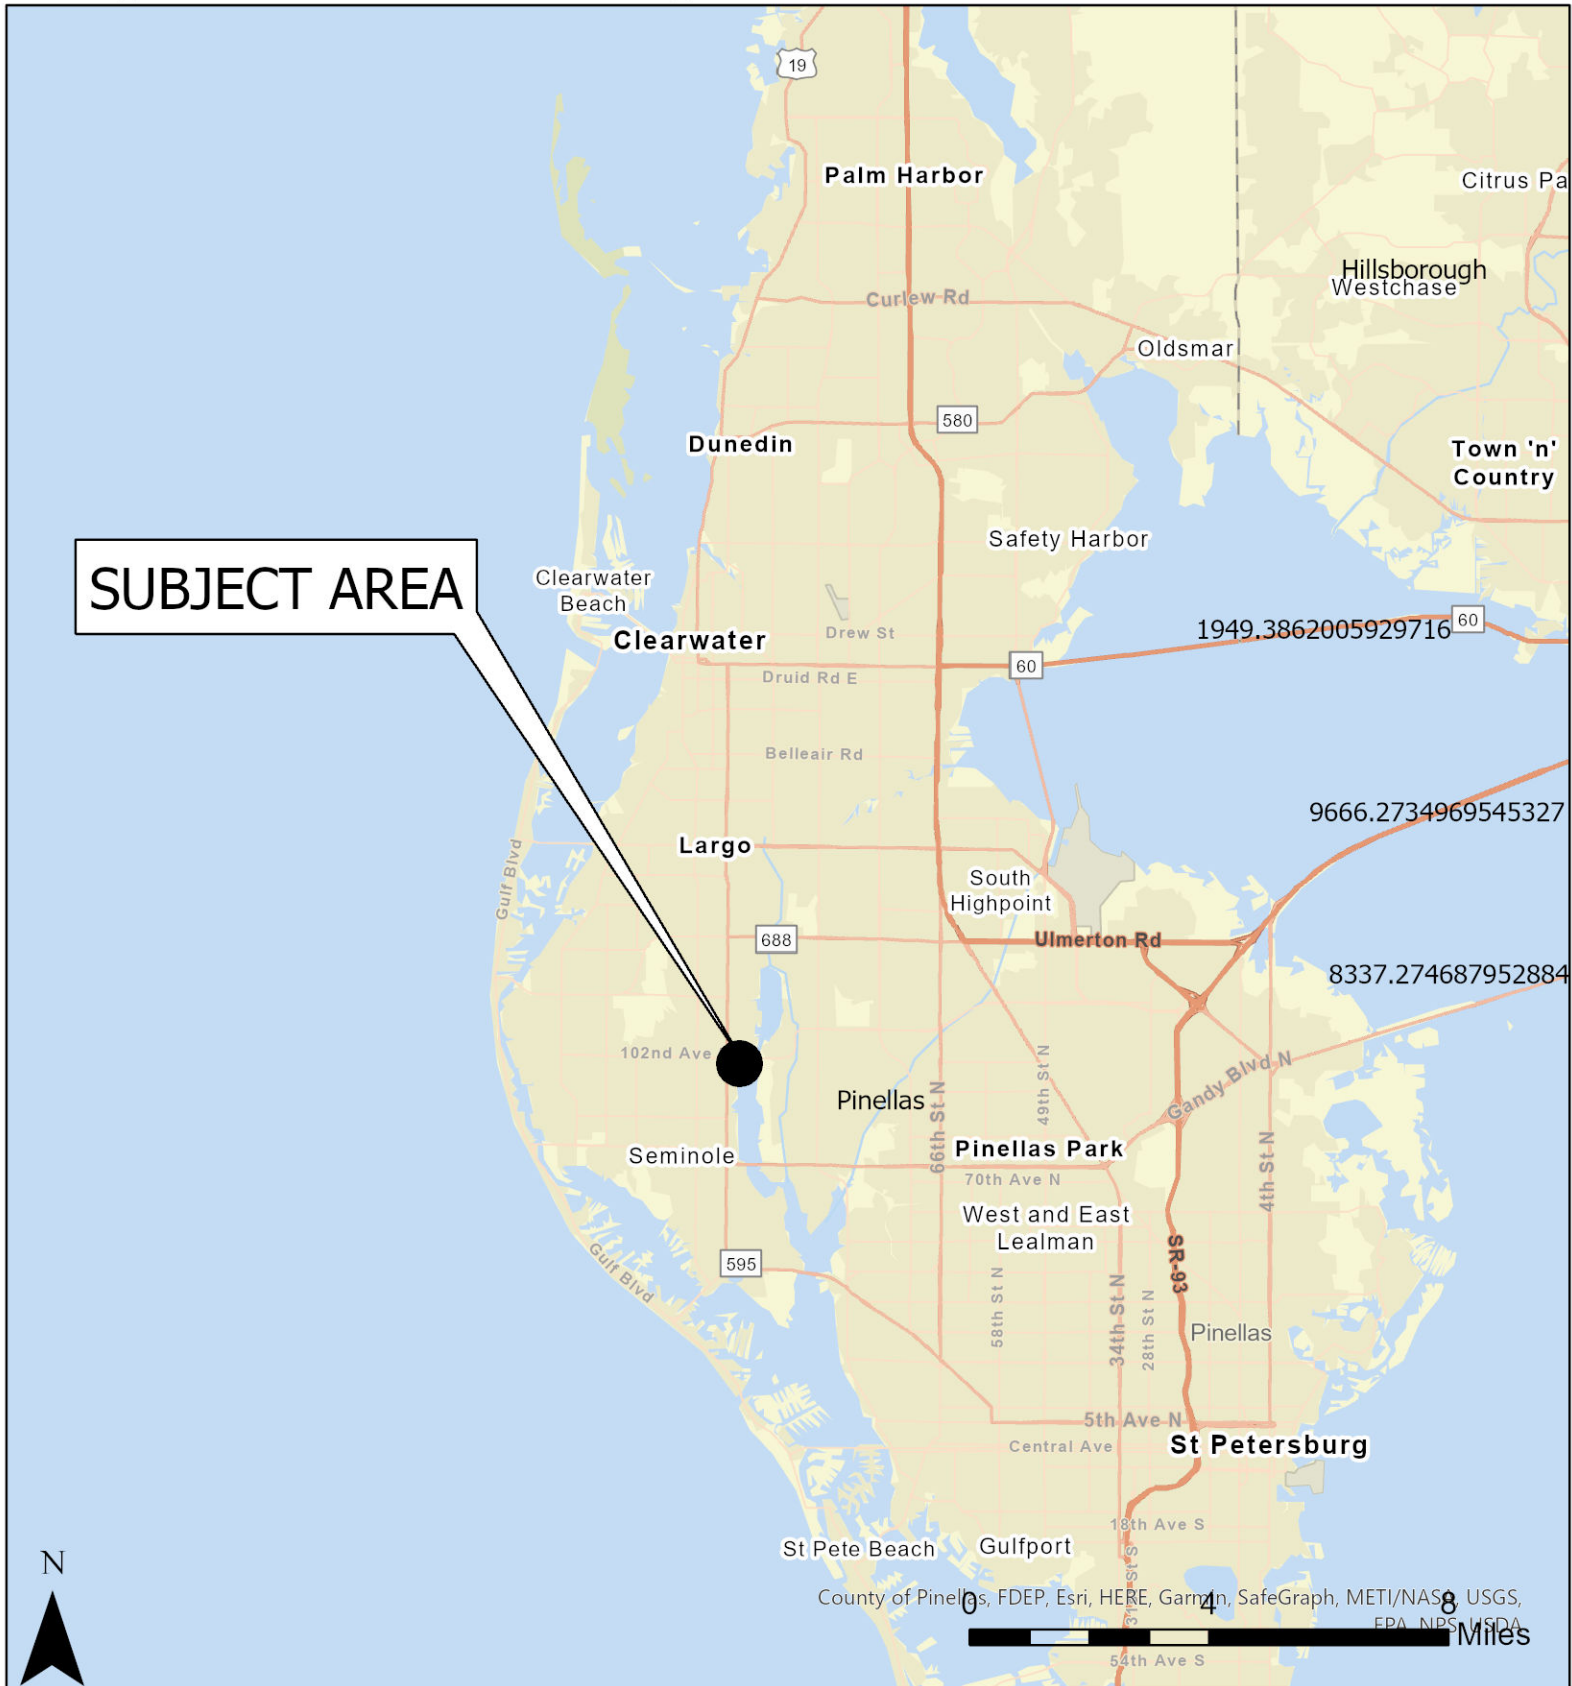 19
Palm Harbor
Citrus Pa
Hillsborough
Westchase
Curlew Rd
Oldsmar
580
Dunedin
Town 'n'
Country
Safety Harbor
SUBJECT AREA
Clearwater
Beach
Drew St
1949.3862005929716
60
Clearwater
60
Druid Rd E
Belleair Rd
9666.2734969545327
Largo
Gulf Blvd
South
Highpoint
688
Ulmerton Rd
8337.274687952884
102nd Ave
49th St N
Gandy Blvd N
Pinellas
66th St N
Seminole
Pinellas Park
4th St N
70th Ave N
West and East
Lealman
595
Gulf Blvd
SR-93
58th St N
34th St N
28th St N
Pinellas
5th Ave N
Central Ave
St Petersburg
18th Ave S
St Pete Beach
Gulfport
31st St S
N
County of Pinellas, FDEP, Esri, HERE, Garmin, SafeGraph, METI/NASA, USGS,
EPA, NPS, USDA
0 4 8
Miles
54th Ave S